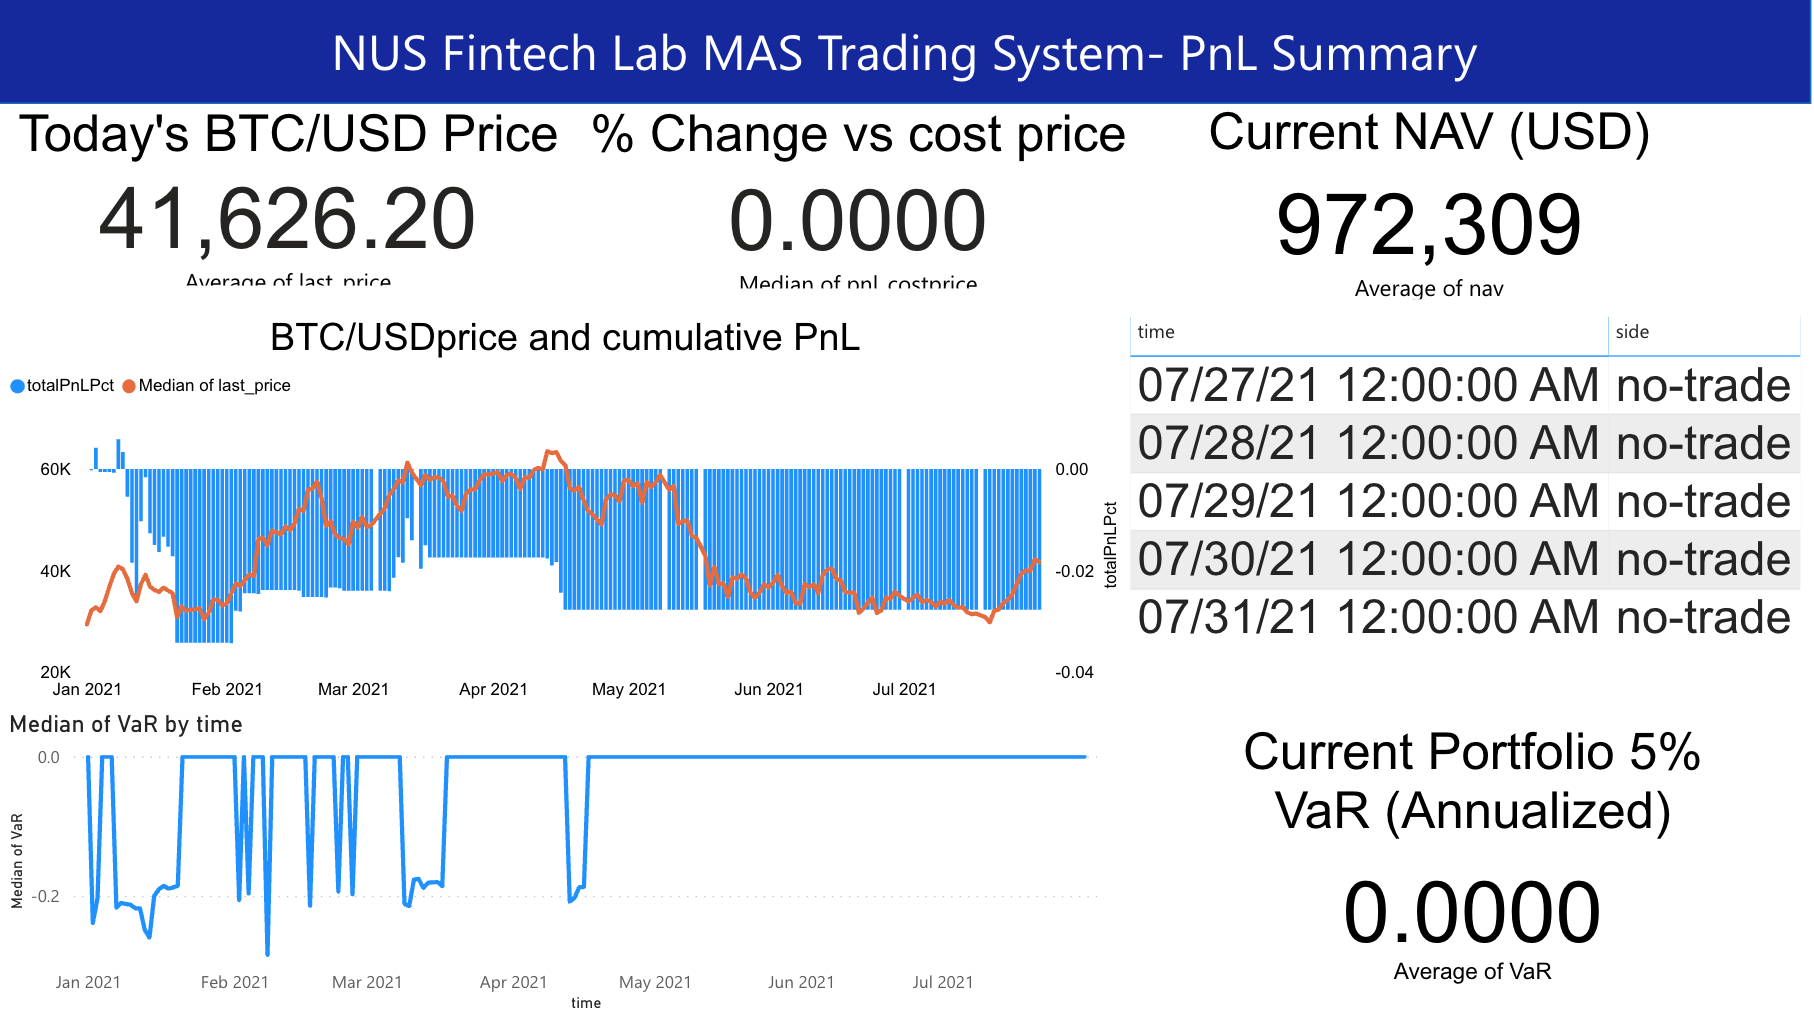 NUS Fintech Lab MAS Trading System- PnL Summary
Today's BTC/USD Price
41,626.20
Average of last_price
% Change vs cost price
0.0000
Median of pnl_costprice
Current NAV (USD)
972,309
Average of nav
BTC/USDprice and cumulative PnL
totalPnLPct Median of last_price
60K
40K
20K
0.00
-0.02
-0.04
totalPnLPct
Jan 2021 Feb 2021 Mar 2021 Apr 2021 May 2021 Jun 2021 Jul 2021
time side
07/27/21 12:00:00 AM no-trade
07/28/21 12:00:00 AM no-trade
07/29/21 12:00:00 AM no-trade
07/30/21 12:00:00 AM no-trade
07/31/21 12:00:00 AM no-trade
Median of VaR by time
0.0
-0.2
Median of VaR
Jan 2021 Feb 2021 Mar 2021 Apr 2021 May 2021 Jun 2021 Jul 2021
time
Current Portfolio 5%
VaR (Annualized)
0.0000
Average of VaR